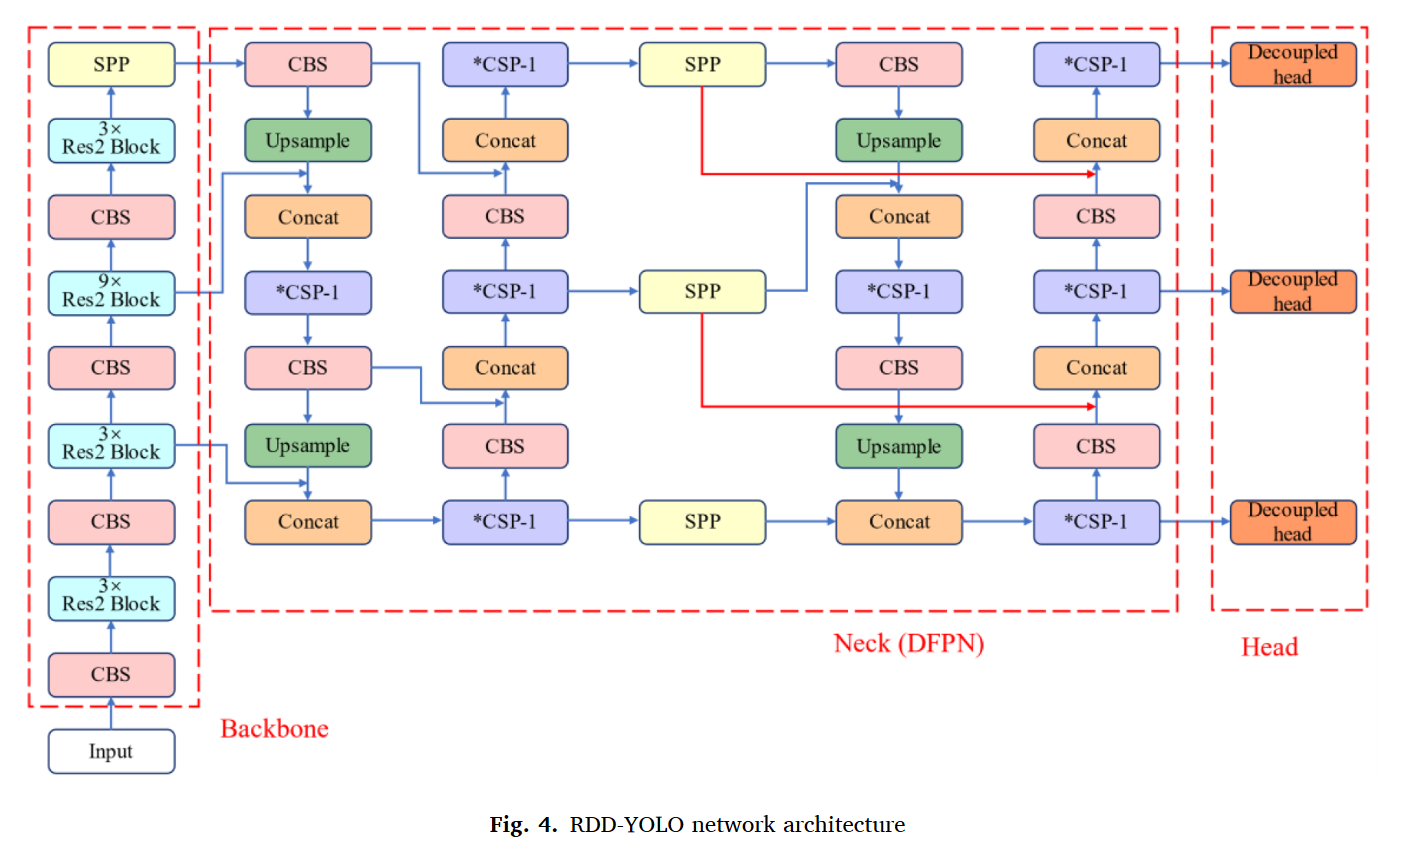 SPP
3×
Res2 Block
CBS
9×
Res2 Block
CBS
3×
Res2 Block
CBS
3×
Res2 Block
CBS
Input
Backbone
CBS
Upsample
Concat
*CSP-1
CBS
Upsample
Concat
*CSP-1
Concat
CBS
*CSP-1
Concat
CBS
*CSP-1
SPP
SPP
SPP
CBS
Upsample
Concat
*CSP-1
CBS
Upsample
Concat
*CSP-1
Concat
CBS
*CSP-1
Concat
CBS
*CSP-1
Neck (DFPN)
Decoupled
head
Decoupled
head
Decoupled
head
Head
Fig. 4. RDD-YOLO network architecture